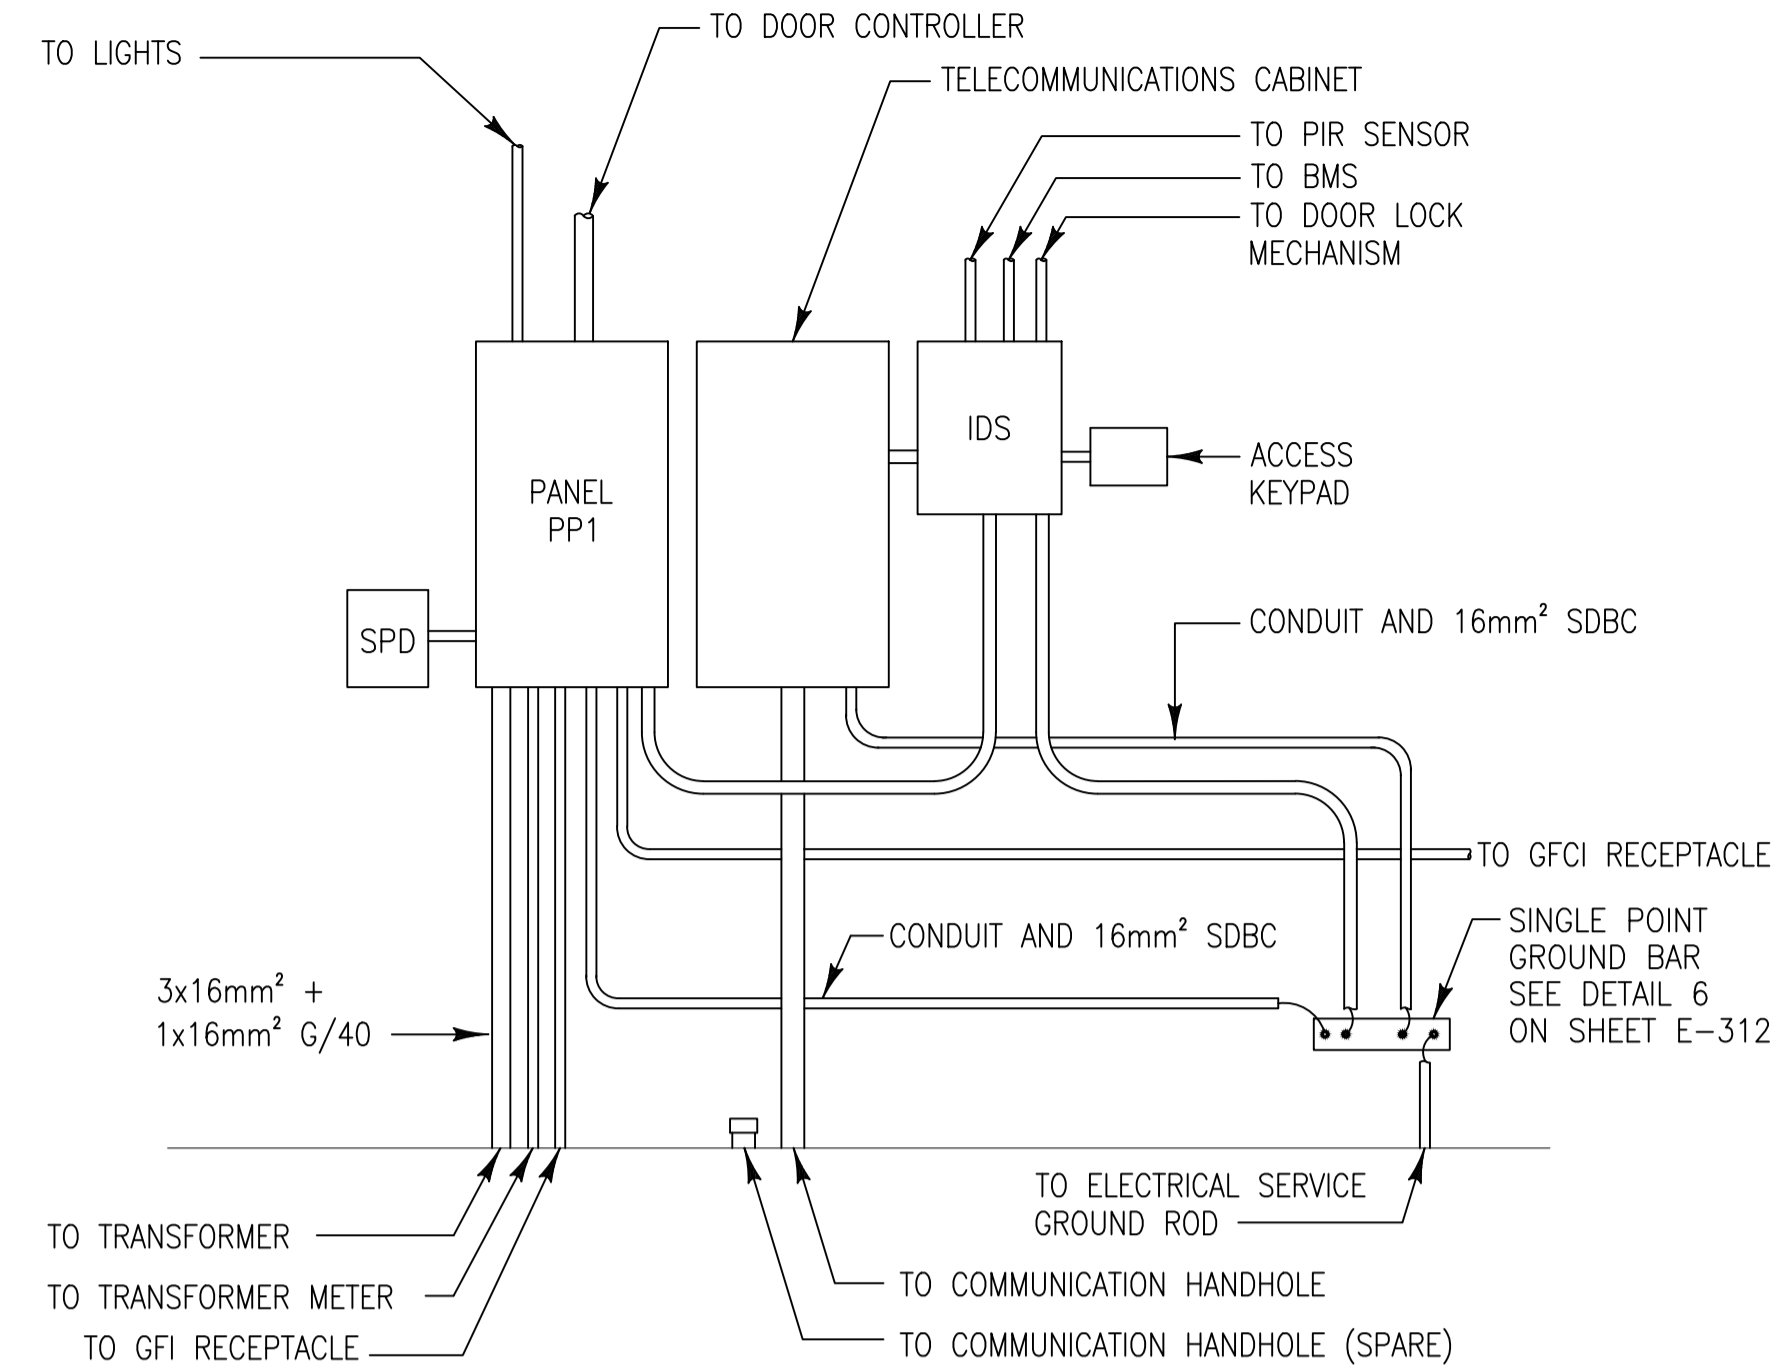 TO LIGHTS
TO DOOR CONTROLLER
TELECOMMUNICATIONS CABINET
TO PIR SENSOR
TO BMS
TO DOOR LOCK
MECHANISM
IDS
ACCESS
KEYPAD
PANEL
PP1
SPD
CONDUIT AND 16mm² SDBC
TO GFCI RECEPTACLE
CONDUIT AND 16mm² SDBC
SINGLE POINT
GROUND BAR
SEE DETAIL 6
ON SHEET E-312
3x16mm² +
1x16mm² G/40
TO ELECTRICAL SERVICE
GROUND ROD
TO TRANSFORMER
TO TRANSFORMER METER
TO GFI RECEPTACLE
TO COMMUNICATION HANDHOLE
TO COMMUNICATION HANDHOLE (SPARE)